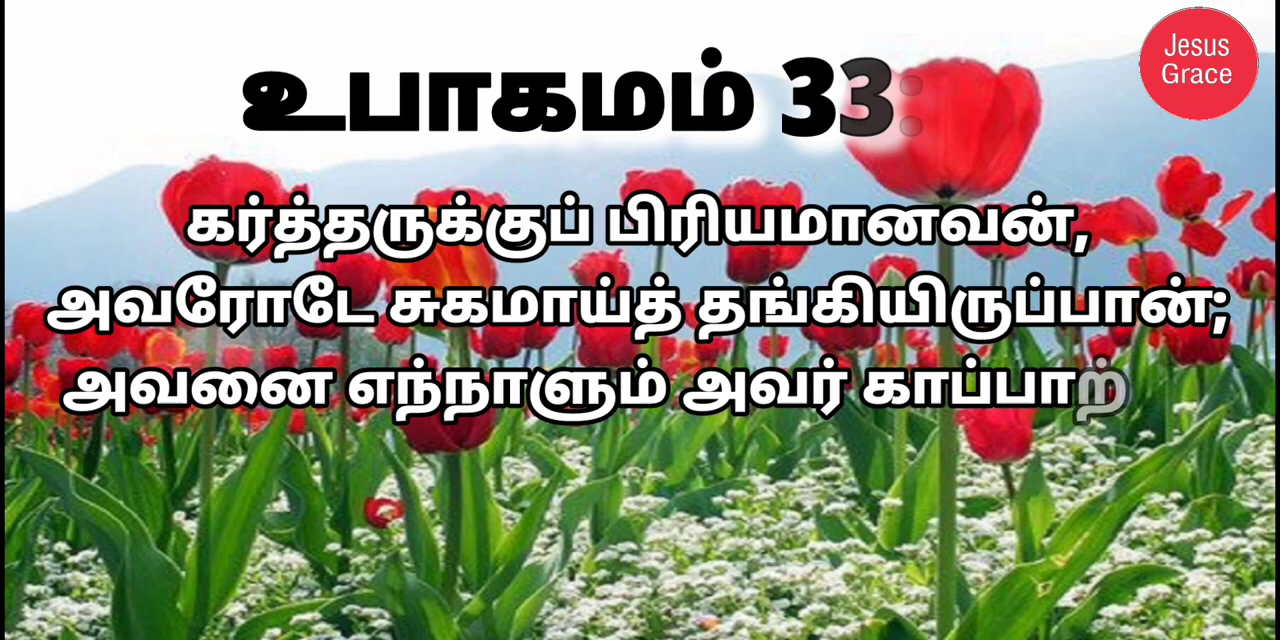 Jesus
Grace
உபாகமம் 33:
கர்த்தருக்குப் பிரியமானவன்,
அவரோடே சுகமாய்த் தங்கியிருப்பான்;
அவனை எந்நாளும் அவர் காப்பாற்